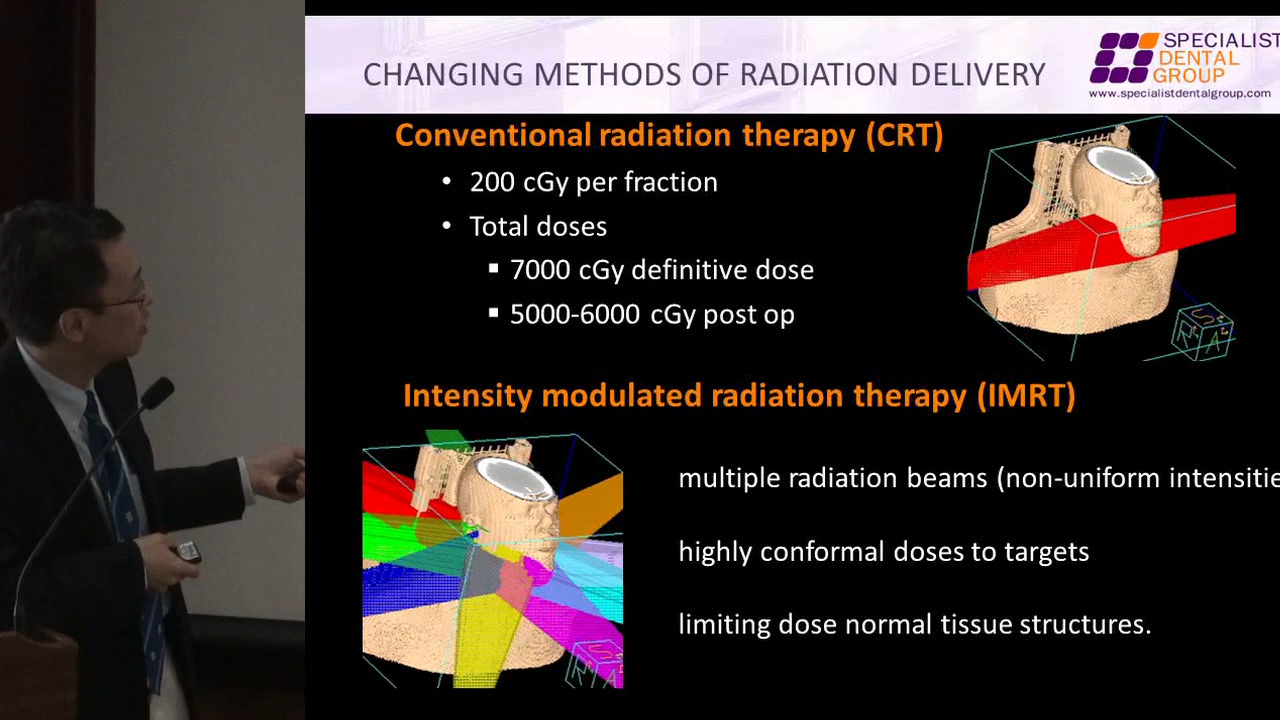 CHANGING METHODS OF RADIATION DELIVERY
SPECIALIST
DENTAL
GROUP
www.specialistdentalgroup.com
Conventional radiation therapy (CRT)
• 200 cGy per fraction
• Total doses
▪ 7000 cGy definitive dose
▪ 5000-6000 cGy post op
Intensity modulated radiation therapy (IMRT)
multiple radiation beams (non-uniform intensitie
highly conformal doses to targets
limiting dose normal tissue structures.